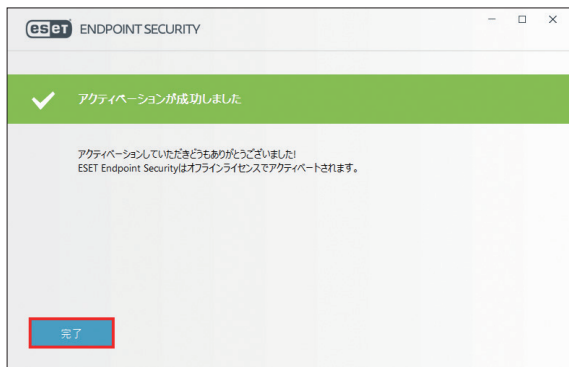 eset ENDPOINT SECURITY
アクティベーションが成功しました
アクティベーションしていただきどうもありがとうございました!
ESET Endpoint Securityはオフラインライセンスでアクティベートされます。
完了